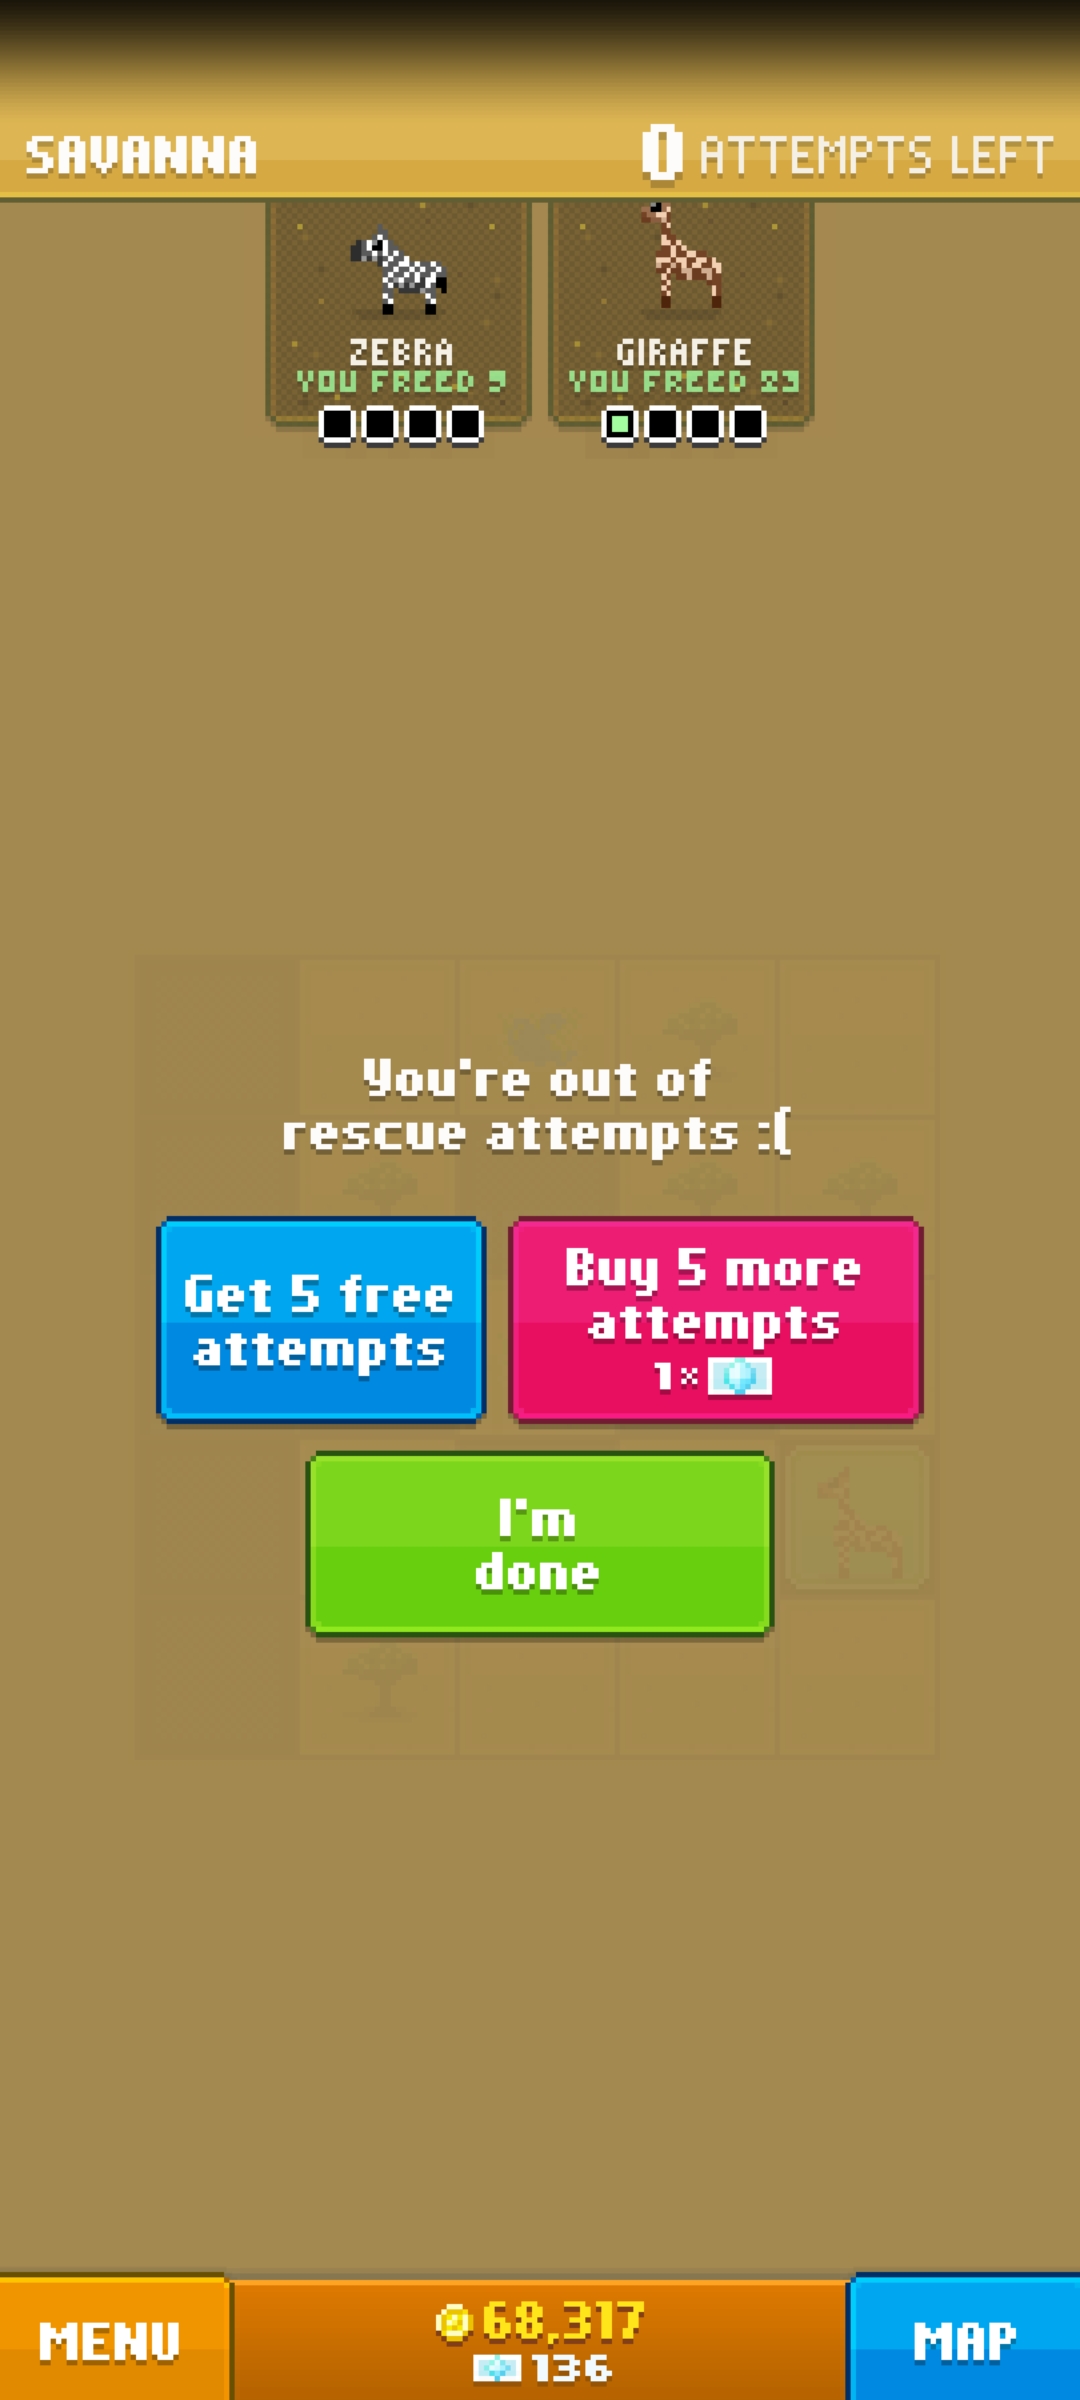 SAVANNA
0 ATTEMPTS LEFT
ZEBRA
YOU FREED 9
GIRAFFE
YOU FREED 29
You're out of
rescue attempts :(
Get 5 free
attempts
Buy 5 more
attempts
1×
I'm
done
MENU
68,317
136
MAP